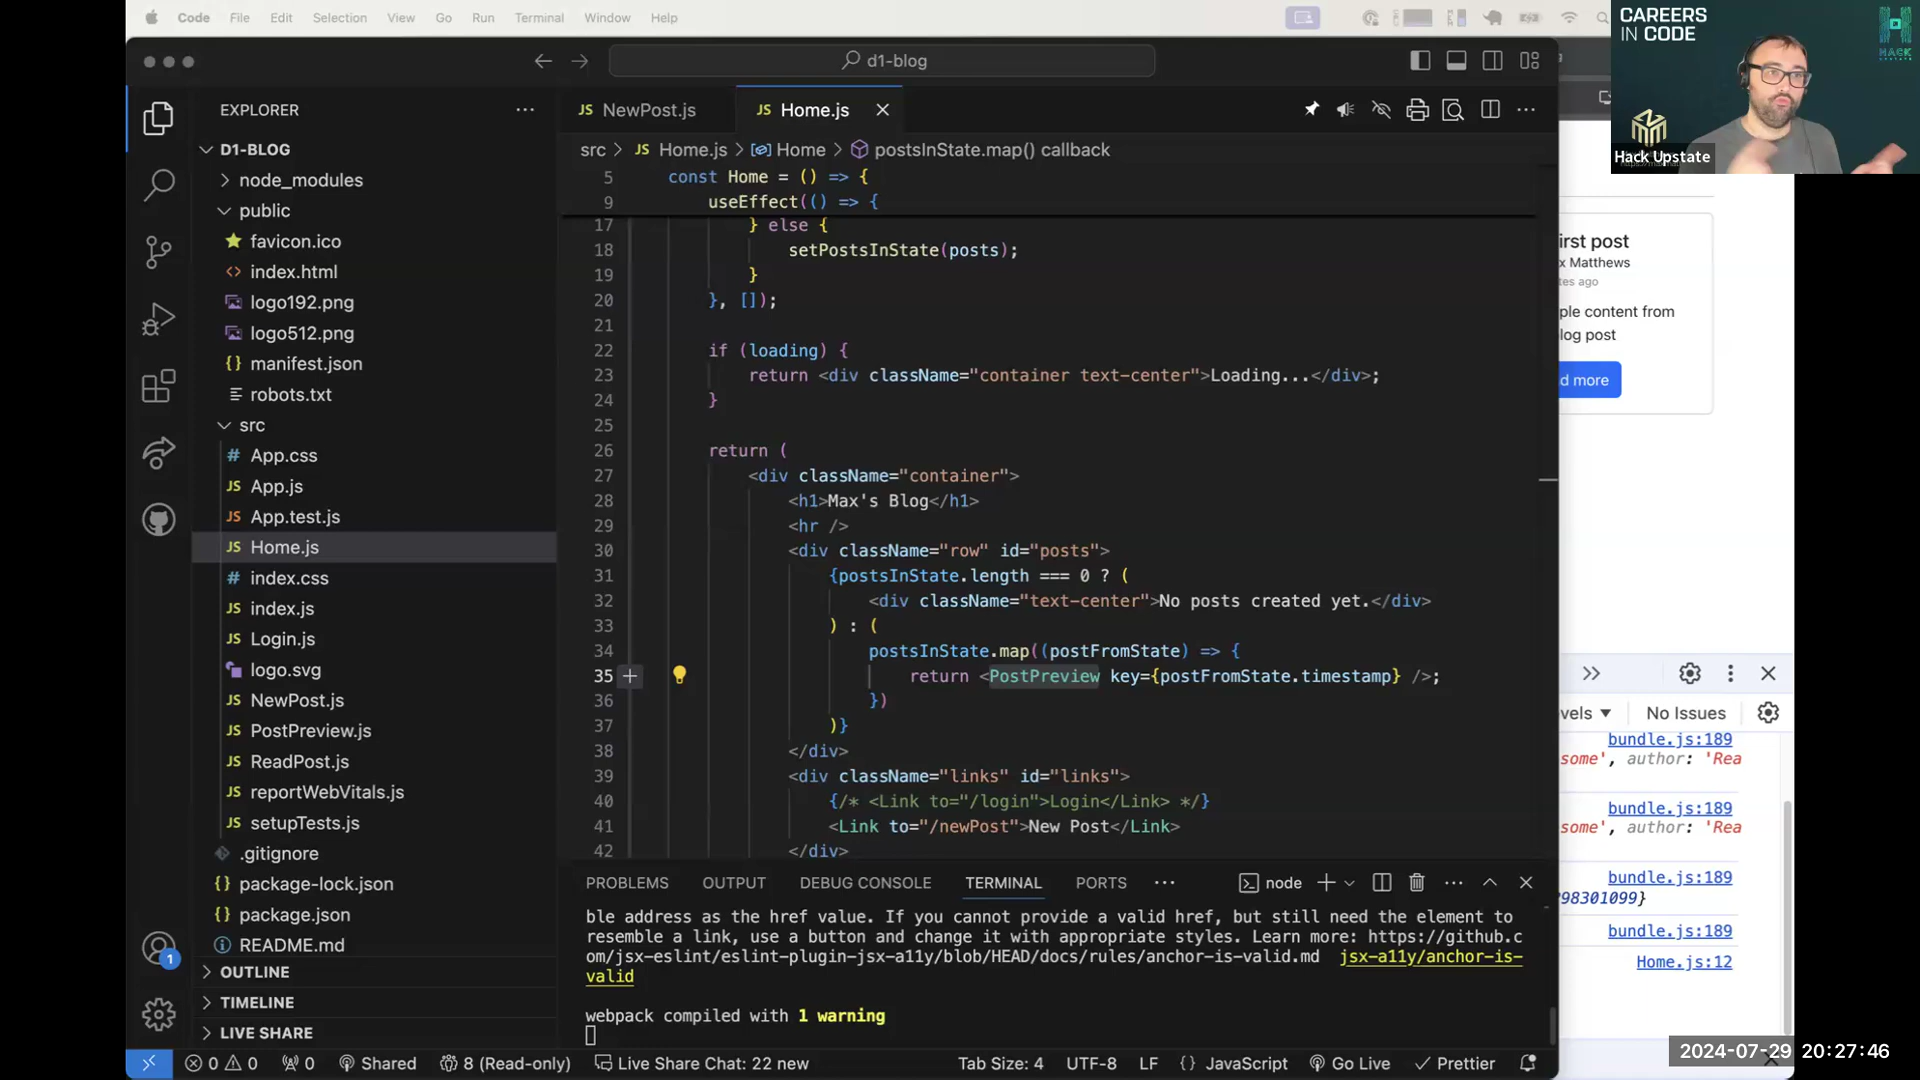 Code File Edit Selection View Go Run Terminal Window Help
d1-blog
EXPLORER
NewPost.js
Home.js
D1-BLOG
node_modules
public
favicon.ico
index.html
logo192.png
logo512.png
manifest.json
robots.txt
src
App.css
App.js
App.test.js
Home.js
index.css
index.js
Login.js
logo.svg
NewPost.js
PostPreview.js
ReadPost.js
reportWebVitals.js
setupTests.js
.gitignore
package-lock.json
package.json
README.md
OUTLINE
TIMELINE
LIVE SHARE
src > JS Home.js > Home > postsInState.map() callback
5 const Home = () => {
9 useEffect(() => {
17 } else {
18 setPostsInState(posts);
19 }
20 }, []);
21
22 if (loading) {
23 return <div className="container text-center">Loading...</div>;
24 }
25
26 return (
27 <div className="container">
28 <h1>Max's Blog</h1>
29 <hr />
30 <div className="row" id="posts">
31 {postsInState.length === 0 ? (
32 <div className="text-center">No posts created yet.</div>
33 ) : (
34 postsInState.map((postFromState) => {
35 return <PostPreview key={postFromState.timestamp} />;
36 })
37 )}
38 </div>
39 <div className="links" id="links">
40 {/* <Link to="/login">Login</Link> */}
41 <Link to="/newPost">New Post</Link>
42 </div>
PROBLEMS OUTPUT DEBUG CONSOLE TERMINAL PORTS
node
ble address as the href value. If you cannot provide a valid href, but still need the element to
resemble a link, use a button and change it with appropriate styles. Learn more: https://github.c
om/jsx-eslint/eslint-plugin-jsx-a11y/blob/HEAD/docs/rules/anchor-is-valid.md jsx-a11y/anchor-is-
valid
webpack compiled with 1 warning
0 0 0 Shared 8 (Read-only) Live Share Chat: 22 new Tab Size: 4 UTF-8 LF {} JavaScript Go Live Prettier
1
CAREERS
IN CODE
HACK
UPSTATE
Hack Upstate
irst post
x Matthews
tes ago
ple content from
log post
d more
vels No Issues
bundle.js:189
some', author: 'Rea
bundle.js:189
some', author: 'Rea
bundle.js:189
98301099}
bundle.js:189
Home.js:12
2024-07-29 20:27:46